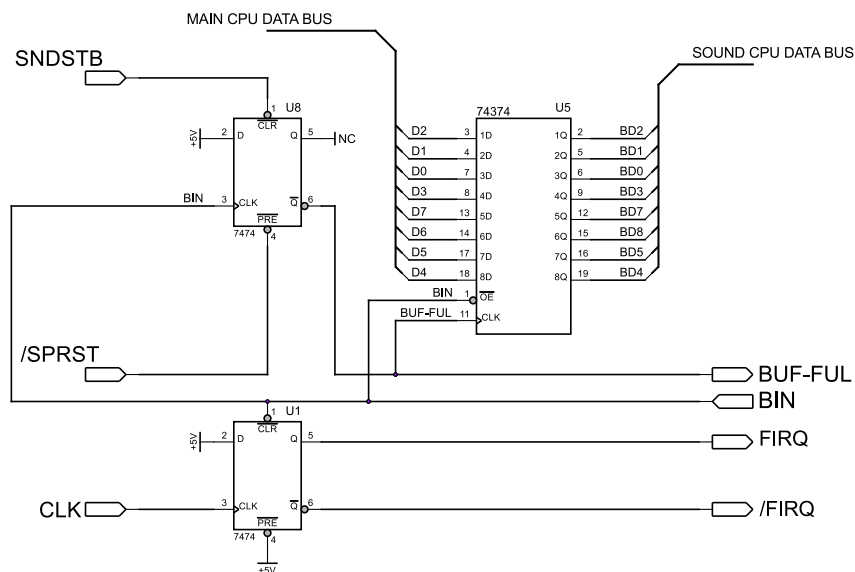 MAIN CPU DATA BUS
SOUND CPU DATA BUS
SNDSTB
1 U8
CLR
+5V 2 D Q 5 NC
BIN 3 CLK Q 6
PRE
7474 4
74374 U5
D2 3 1D 1Q 2 BD2
D1 4 2D 2Q 5 BD1
D0 7 3D 3Q 6 BD0
D3 8 4D 4Q 9 BD3
D7 13 5D 5Q 12 BD7
D6 14 6D 6Q 15 BD8
D5 17 7D 7Q 16 BD5
D4 18 8D 8Q 19 BD4
BIN 1 OE
BUF-FUL 11 CLK
/SPRST
BUF-FUL
BIN
1 U1
CLR
+5V 2 D Q 5 FIRQ
CLK 3 CLK Q 6 /FIRQ
PRE
7474 4
+5V